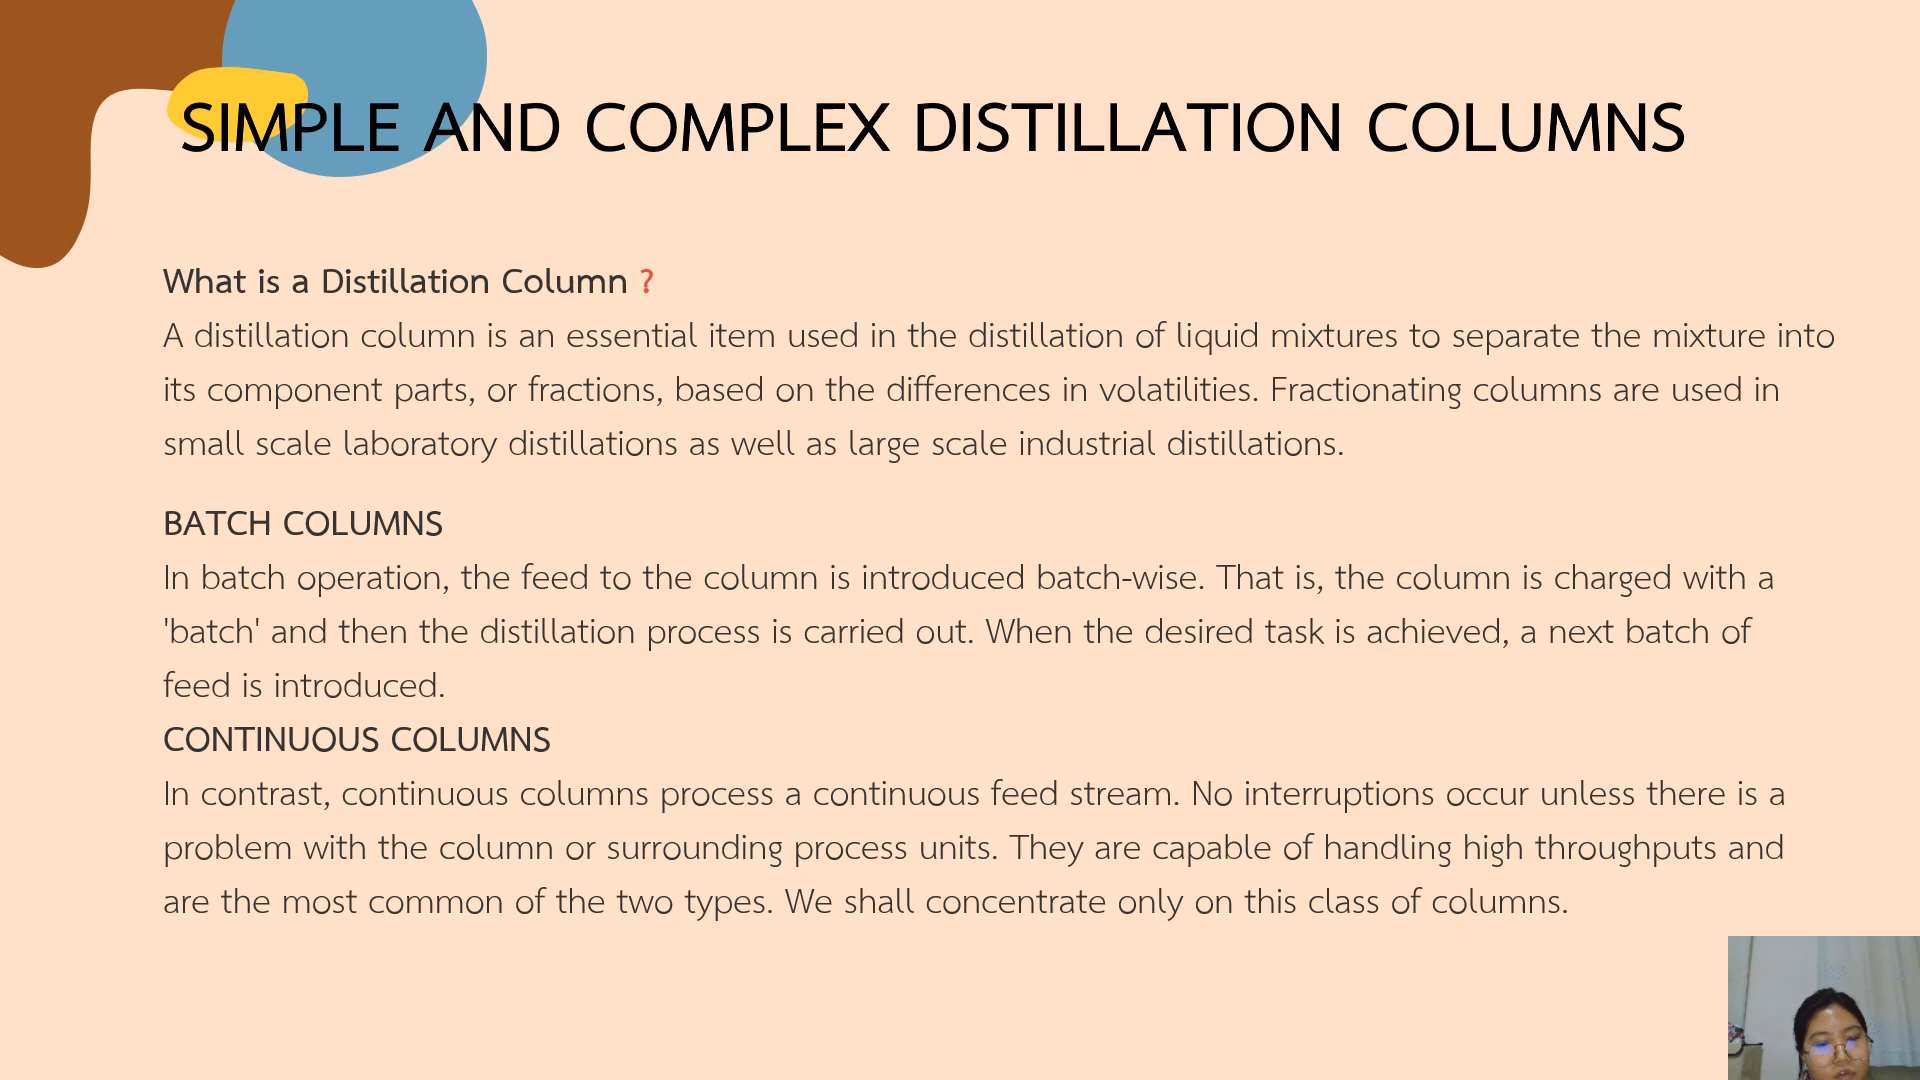 SIMPLE AND COMPLEX DISTILLATION COLUMNS
What is a Distillation Column ?
A distillation column is an essential item used in the distillation of liquid mixtures to separate the mixture into
its component parts, or fractions, based on the differences in volatilities. Fractionating columns are used in
small scale laboratory distillations as well as large scale industrial distillations.
BATCH COLUMNS
In batch operation, the feed to the column is introduced batch-wise. That is, the column is charged with a
'batch' and then the distillation process is carried out. When the desired task is achieved, a next batch of
feed is introduced.
CONTINUOUS COLUMNS
In contrast, continuous columns process a continuous feed stream. No interruptions occur unless there is a
problem with the column or surrounding process units. They are capable of handling high throughputs and
are the most common of the two types. We shall concentrate only on this class of columns.